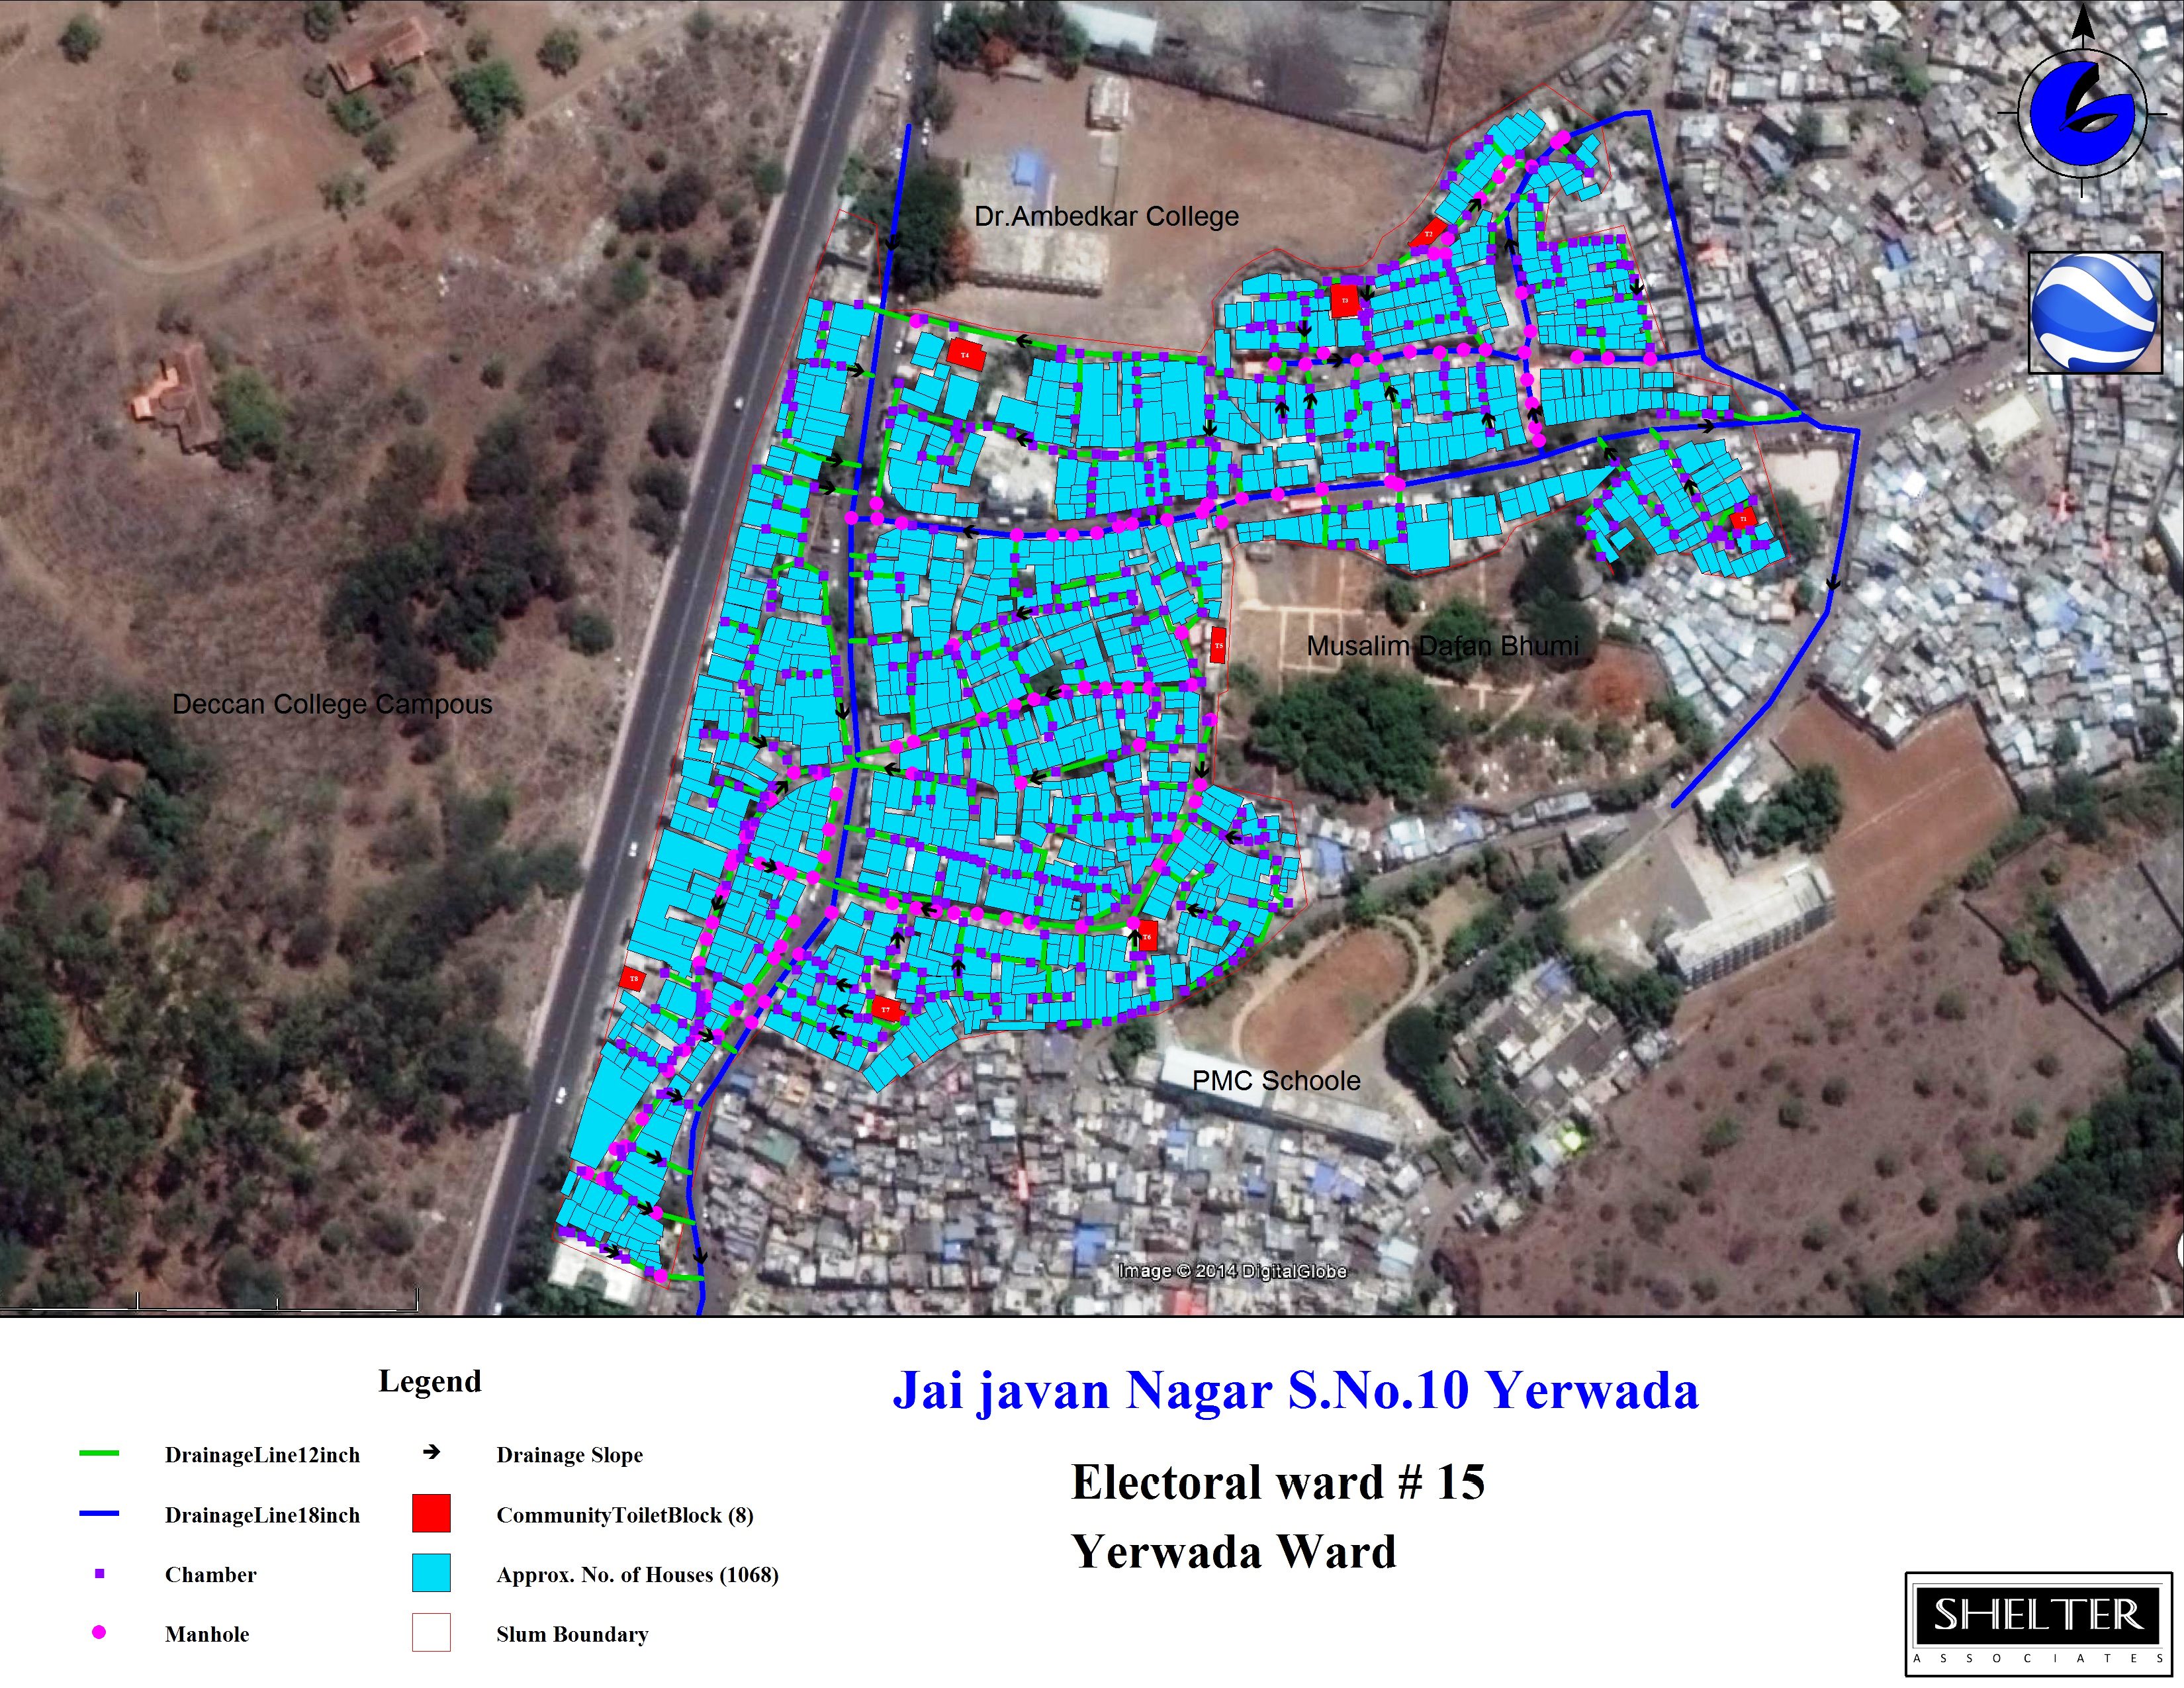 Dr.Ambedkar College
T2
T3
T4
T1
Musalim Dafan Bhumi
T5
Deccan College Campous
T6
T8
T7
PMC Schoole
Image © 2014 DigitalGlobe
Legend
DrainageLine12inch
DrainageLine18inch
Chamber
Manhole
Drainage Slope
CommunityToiletBlock (8)
Approx. No. of Houses (1068)
Slum Boundary
Jai javan Nagar S.No.10 Yerwada
Electoral ward # 15
Yerwada Ward
SHELTER
ASSOCIATES